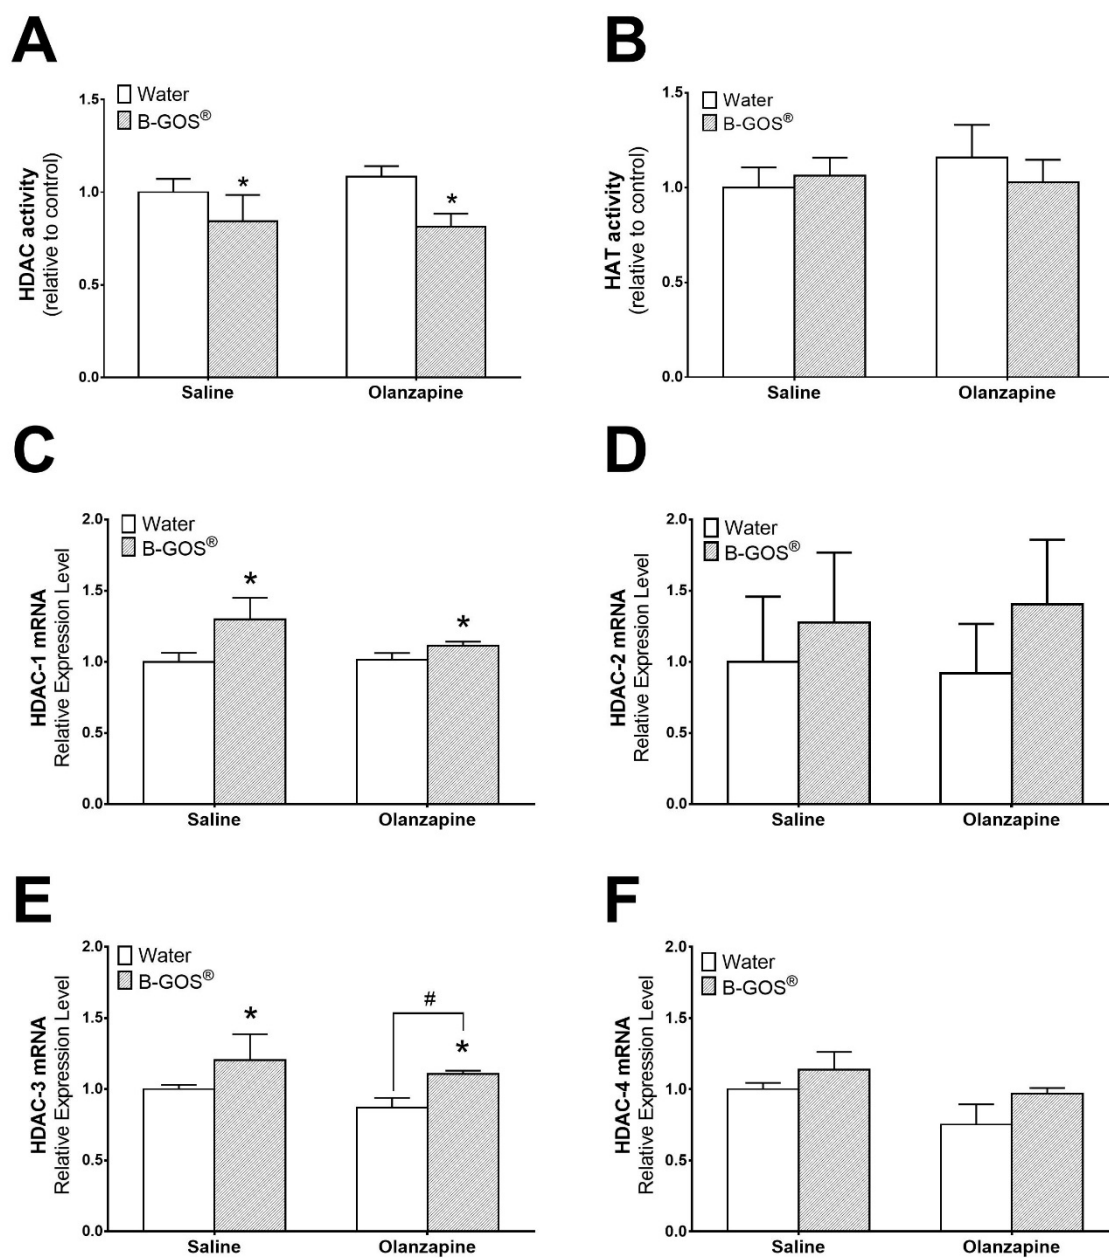 A
Water
B-GOS®
HDAC activity
(relative to control)
1.5
1.0
0.5
0.0
*
*
Saline
Olanzapine
B
Water
B-GOS®
HAT activity
(relative to control)
1.5
1.0
0.5
0.0
Saline
Olanzapine
C
Water
B-GOS®
HDAC-1 mRNA
Relative Expression Level
2.0
1.5
1.0
0.5
0.0
*
*
Saline
Olanzapine
D
Water
B-GOS®
HDAC-2 mRNA
Relative Expression Level
2.0
1.5
1.0
0.5
0.0
Saline
Olanzapine
E
Water
B-GOS®
HDAC-3 mRNA
Relative Expression Level
2.0
1.5
1.0
0.5
0.0
*
#
*
Saline
Olanzapine
F
Water
B-GOS®
HDAC-4 mRNA
Relative Expression Level
2.0
1.5
1.0
0.5
0.0
Saline
Olanzapine